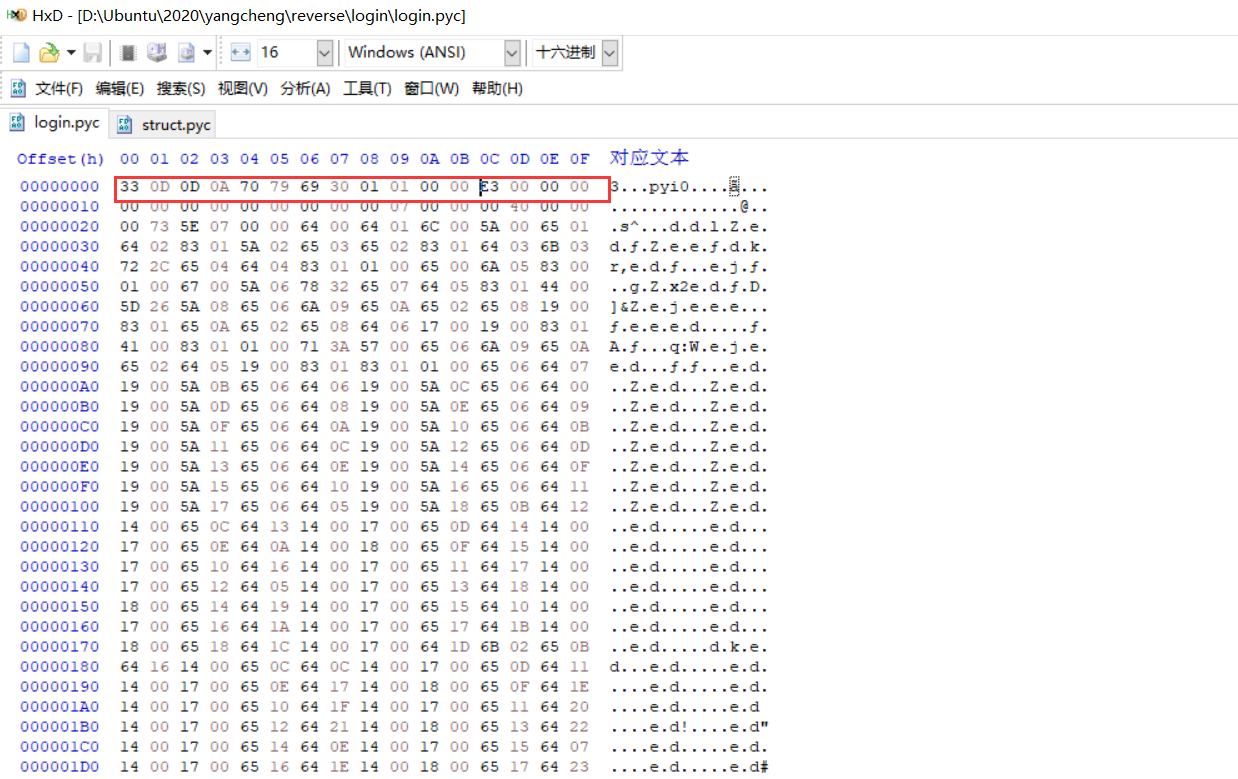 HxD - [D:\Ubuntu\2020\yangcheng\reverse\login\login.pyc]
16 Windows (ANSI) 十六进制
文件(F) 编辑(E) 搜索(S) 视图(V) 分析(A) 工具(T) 窗口(W) 帮助(H)
login.pyc struct.pyc
Offset(h) 00 01 02 03 04 05 06 07 08 09 0A 0B 0C 0D 0E 0F 对应文本
00000000 33 0D 0D 0A 70 79 69 30 01 01 00 00 E3 00 00 00 3...pyi0....ã...
00000010 00 00 00 00 00 00 00 00 07 00 00 00 40 00 00 .............@..
00000020 00 73 5E 07 00 00 64 00 64 01 6C 00 5A 00 65 01 .s^...d.d.l.Z.e.
00000030 64 02 83 01 5A 02 65 03 65 02 83 01 64 03 6B 03 d.ƒ.Z.e.e.ƒ.d.k.
00000040 72 2C 65 04 64 04 83 01 01 00 65 00 6A 05 83 00 r,e.d.ƒ...e.j.ƒ.
00000050 01 00 67 00 5A 06 78 32 65 07 64 05 83 01 44 00 ..g.Z.x2e.d.ƒ.D.
00000060 5D 26 5A 08 65 06 6A 09 65 0A 65 02 65 08 19 00 ]&Z.e.j.e.e.e...
00000070 83 01 65 0A 65 02 65 08 64 06 17 00 19 00 83 01 ƒ.e.e.e.d.....ƒ.
00000080 41 00 83 01 01 00 71 3A 57 00 65 06 6A 09 65 0A A.ƒ...q:W.e.j.e.
00000090 65 02 64 05 19 00 83 01 83 01 01 00 65 06 64 07 e.d...ƒ.ƒ...e.d.
000000A0 19 00 5A 0B 65 06 64 06 19 00 5A 0C 65 06 64 00 ..Z.e.d...Z.e.d.
000000B0 19 00 5A 0D 65 06 64 08 19 00 5A 0E 65 06 64 09 ..Z.e.d...Z.e.d.
000000C0 19 00 5A 0F 65 06 64 0A 19 00 5A 10 65 06 64 0B ..Z.e.d...Z.e.d.
000000D0 19 00 5A 11 65 06 64 0C 19 00 5A 12 65 06 64 0D ..Z.e.d...Z.e.d.
000000E0 19 00 5A 13 65 06 64 0E 19 00 5A 14 65 06 64 0F ..Z.e.d...Z.e.d.
000000F0 19 00 5A 15 65 06 64 10 19 00 5A 16 65 06 64 11 ..Z.e.d...Z.e.d.
00000100 19 00 5A 17 65 06 64 05 19 00 5A 18 65 0B 64 12 ..Z.e.d...Z.e.d.
00000110 14 00 65 0C 64 13 14 00 17 00 65 0D 64 14 14 00 ..e.d.....e.d...
00000120 17 00 65 0E 64 0A 14 00 18 00 65 0F 64 15 14 00 ..e.d.....e.d...
00000130 17 00 65 10 64 16 14 00 17 00 65 11 64 17 14 00 ..e.d.....e.d...
00000140 17 00 65 12 64 05 14 00 17 00 65 13 64 18 14 00 ..e.d.....e.d...
00000150 18 00 65 14 64 19 14 00 17 00 65 15 64 10 14 00 ..e.d.....e.d...
00000160 17 00 65 16 64 1A 14 00 17 00 65 17 64 1B 14 00 ..e.d.....e.d...
00000170 18 00 65 18 64 1C 14 00 17 00 64 1D 6B 02 65 0B ..e.d.....d.k.e.
00000180 64 16 14 00 65 0C 64 0C 14 00 17 00 65 0D 64 11 d...e.d.....e.d.
00000190 14 00 17 00 65 0E 64 17 14 00 18 00 65 0F 64 1E ....e.d.....e.d.
000001A0 14 00 17 00 65 10 64 1F 14 00 17 00 65 11 64 20 ....e.d.....e.d
000001B0 14 00 17 00 65 12 64 21 14 00 18 00 65 13 64 22 ....e.d!....e.d"
000001C0 14 00 17 00 65 14 64 0E 14 00 17 00 65 15 64 07 ....e.d.....e.d.
000001D0 14 00 17 00 65 16 64 1E 14 00 18 00 65 17 64 23 ....e.d.....e.d#